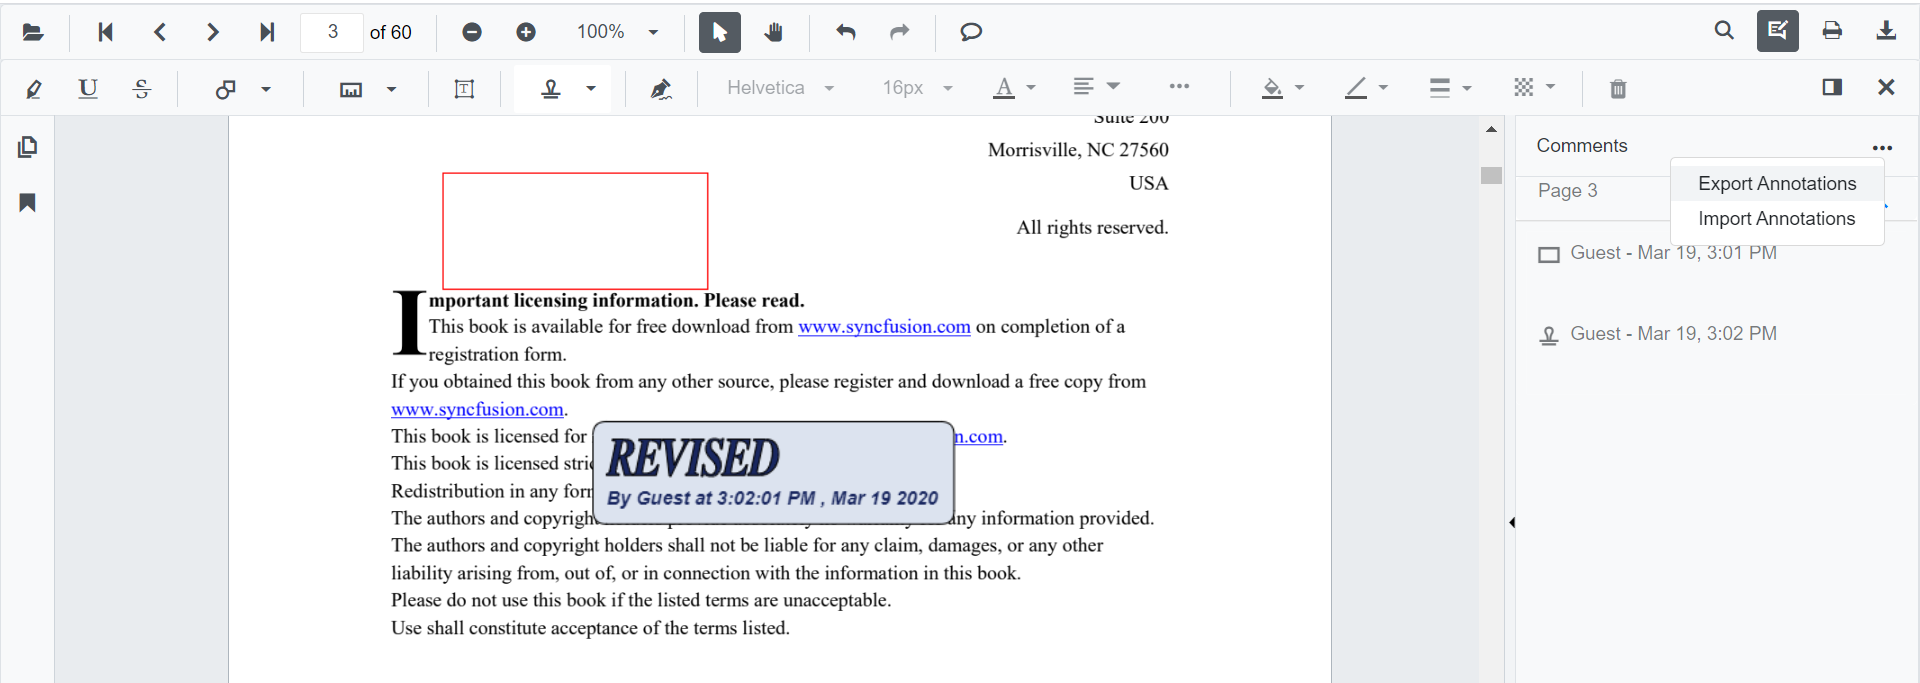 3 of 60 100%
U S T Helvetica 16px A
Suite 200
Morrisville, NC 27560
USA
All rights reserved.
Important licensing information. Please read.
This book is available for free download from www.syncfusion.com on completion of a
registration form.
If you obtained this book from any other source, please register and download a free copy from
www.syncfusion.com.
This book is licensed for n.com.
This book is licensed stric
Redistribution in any for
The authors and copyrigh any information provided.
REVISED
By Guest at 3:02:01 PM , Mar 19 2020
The authors and copyright holders shall not be liable for any claim, damages, or any other
liability arising from, out of, or in connection with the information in this book.
Please do not use this book if the listed terms are unacceptable.
Use shall constitute acceptance of the terms listed.
Comments
Export Annotations
Import Annotations
Page 3
Guest - Mar 19, 3:01 PM
Guest - Mar 19, 3:02 PM